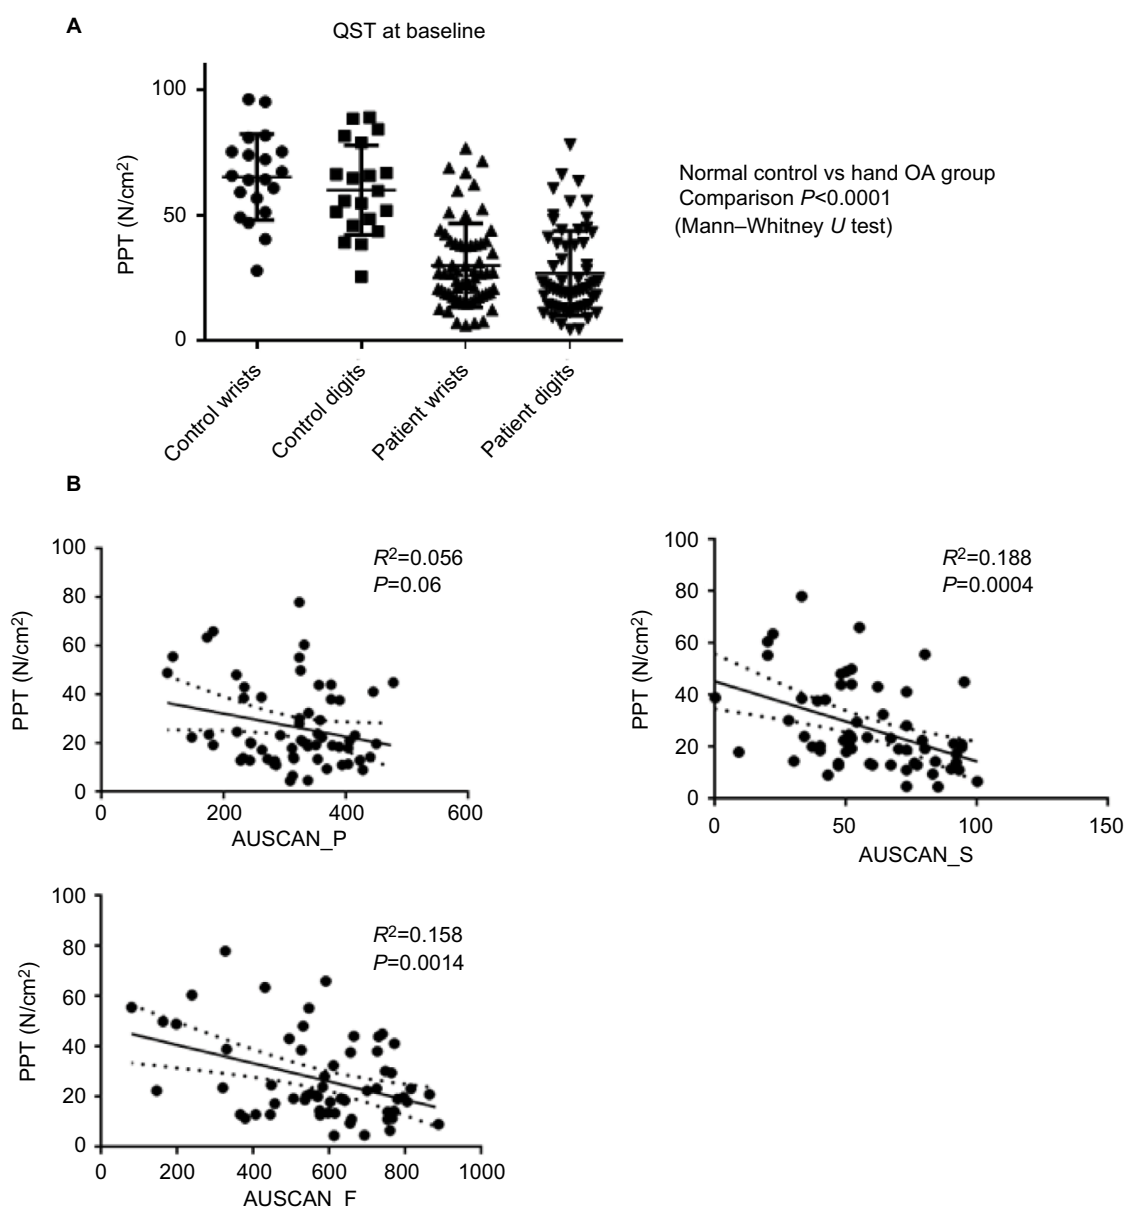 A
QST at baseline
PPT (N/cm²)
100
50
0
Control wrists
Control digits
Patient wrists
Patient digits
Normal control vs hand OA group
Comparison P<0.0001
(Mann–Whitney U test)
B
PPT (N/cm²)
100
80
60
40
20
0
200
400
600
AUSCAN_P
R²=0.056
P=0.06
PPT (N/cm²)
100
80
60
40
20
0
0
50
100
150
AUSCAN_S
R²=0.188
P=0.0004
PPT (N/cm²)
100
80
60
40
20
0
0
200
400
600
800
1000
AUSCAN_F
R²=0.158
P=0.0014